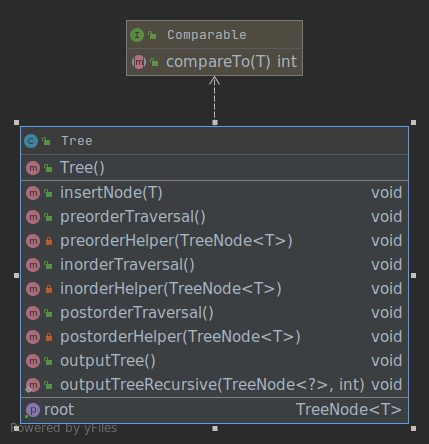 Comparable
compareTo(T) int
Tree
Tree()
insertNode(T) void
preorderTraversal() void
preorderHelper(TreeNode<T>) void
inorderTraversal() void
inorderHelper(TreeNode<T>) void
postorderTraversal() void
postorderHelper(TreeNode<T>) void
outputTree() void
outputTreeRecursive(TreeNode<?>, int) void
root TreeNode<T>
Powered by yFiles